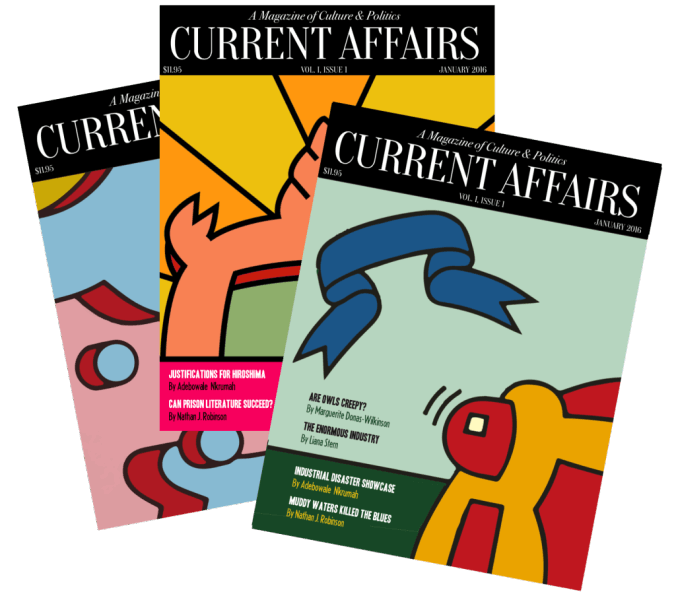 A Magazine of Culture & Politics
CURRENT AFFAIRS
$11.95
VOL. 1, ISSUE 1
JANUARY 2016
JUSTIFICATIONS FOR HIROSHIMA
By Adebowale Nkrumah
CAN PRISON LITERATURE SUCCEED?
By Nathan J. Robinson
A Magazin
CURREN
$11.95
A Magazine of Culture & Politics
CURRENT AFFAIRS
$11.95
VOL. 1, ISSUE 1
JANUARY 2016
ARE OWLS CREEPY?
By Marguerite Donas-Wilkinson
THE ENORMOUS INDUSTRY
By Liana Stern
INDUSTRIAL DISASTER SHOWCASE
By Adebowale Nkrumah
MUDDY WATERS KILLED THE BLUES
By Nathan J. Robinson